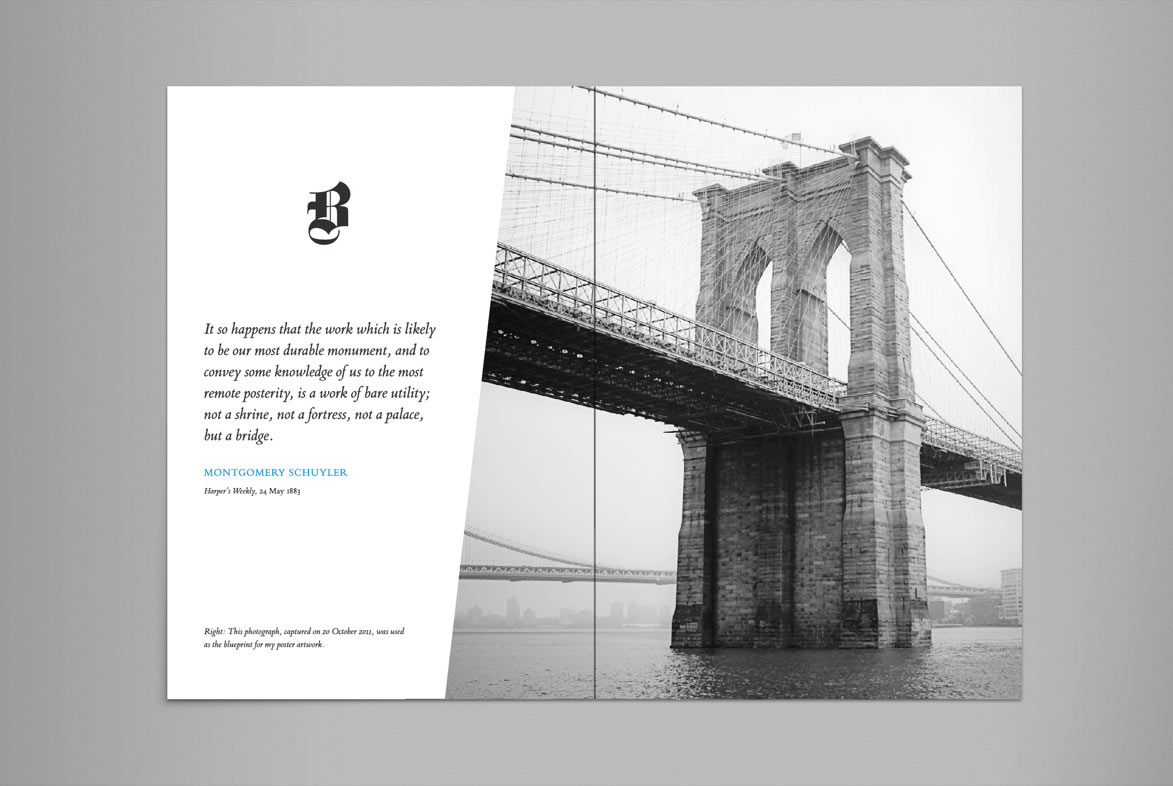 B
It so happens that the work which is likely
to be our most durable monument, and to
convey some knowledge of us to the most
remote posterity, is a work of bare utility;
not a shrine, not a fortress, not a palace,
but a bridge.
MONTGOMERY SCHUYLER
Harper's Weekly, 24 May 1883
Right: This photograph, captured on 20 October 2011, was used
as the blueprint for my poster artwork.